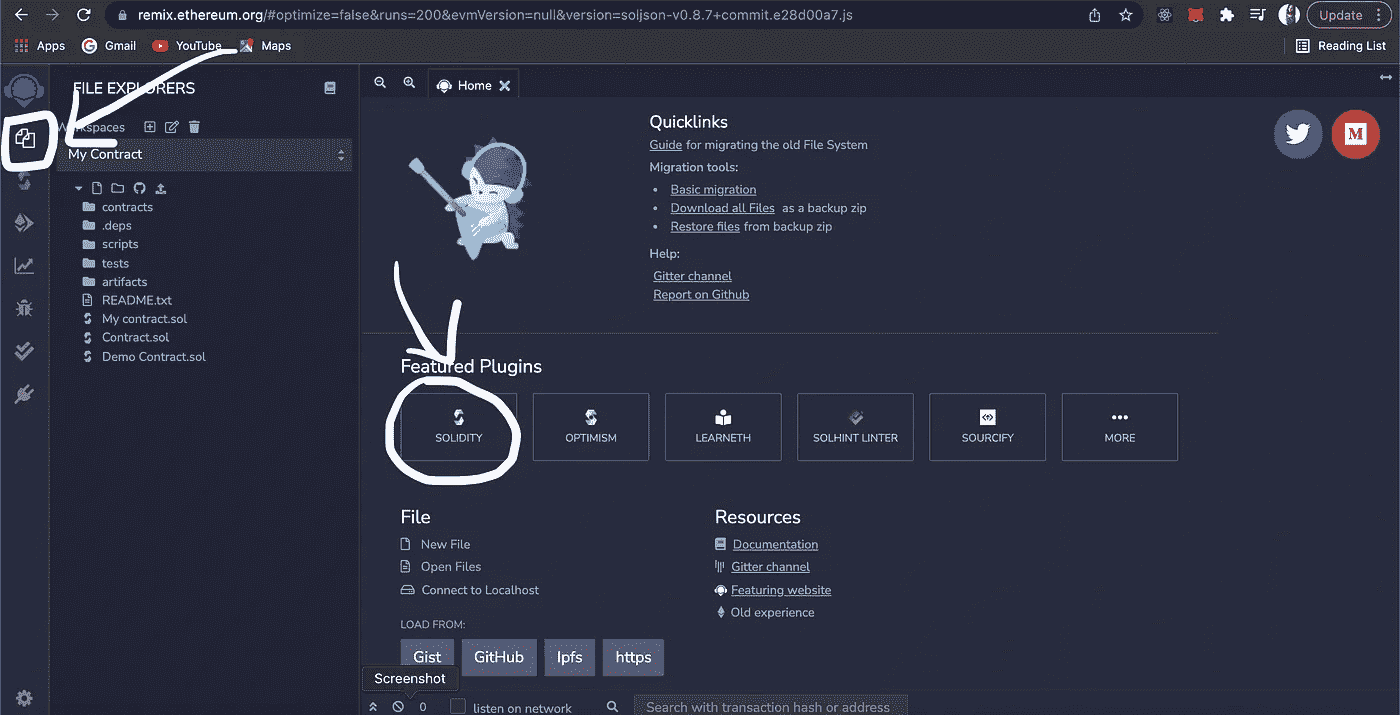 remix.ethereum.org/#optimize=false&runs=200&evmVersion=null&version=soljson-v0.8.7+commit.e28d00a7.js
Update
Apps
Gmail
YouTube
Maps
Reading List
FILE EXPLORERS
Home
Workspaces
My Contract
contracts
.deps
scripts
tests
artifacts
README.txt
My contract.sol
Contract.sol
Demo Contract.sol
Quicklinks
Guide for migrating the old File System
Migration tools:
Basic migration
Download all Files as a backup zip
Restore files from backup zip
Help:
Gitter channel
Report on Github
M
Featured Plugins
SOLIDITY
OPTIMISM
LEARNETH
SOLHINT LINTER
SOURCIFY
MORE
File
New File
Open Files
Connect to Localhost
LOAD FROM:
Gist
GitHub
Ipfs
https
Resources
Documentation
Gitter channel
Featuring website
Old experience
Screenshot
0
listen on network
Search with transaction hash or address